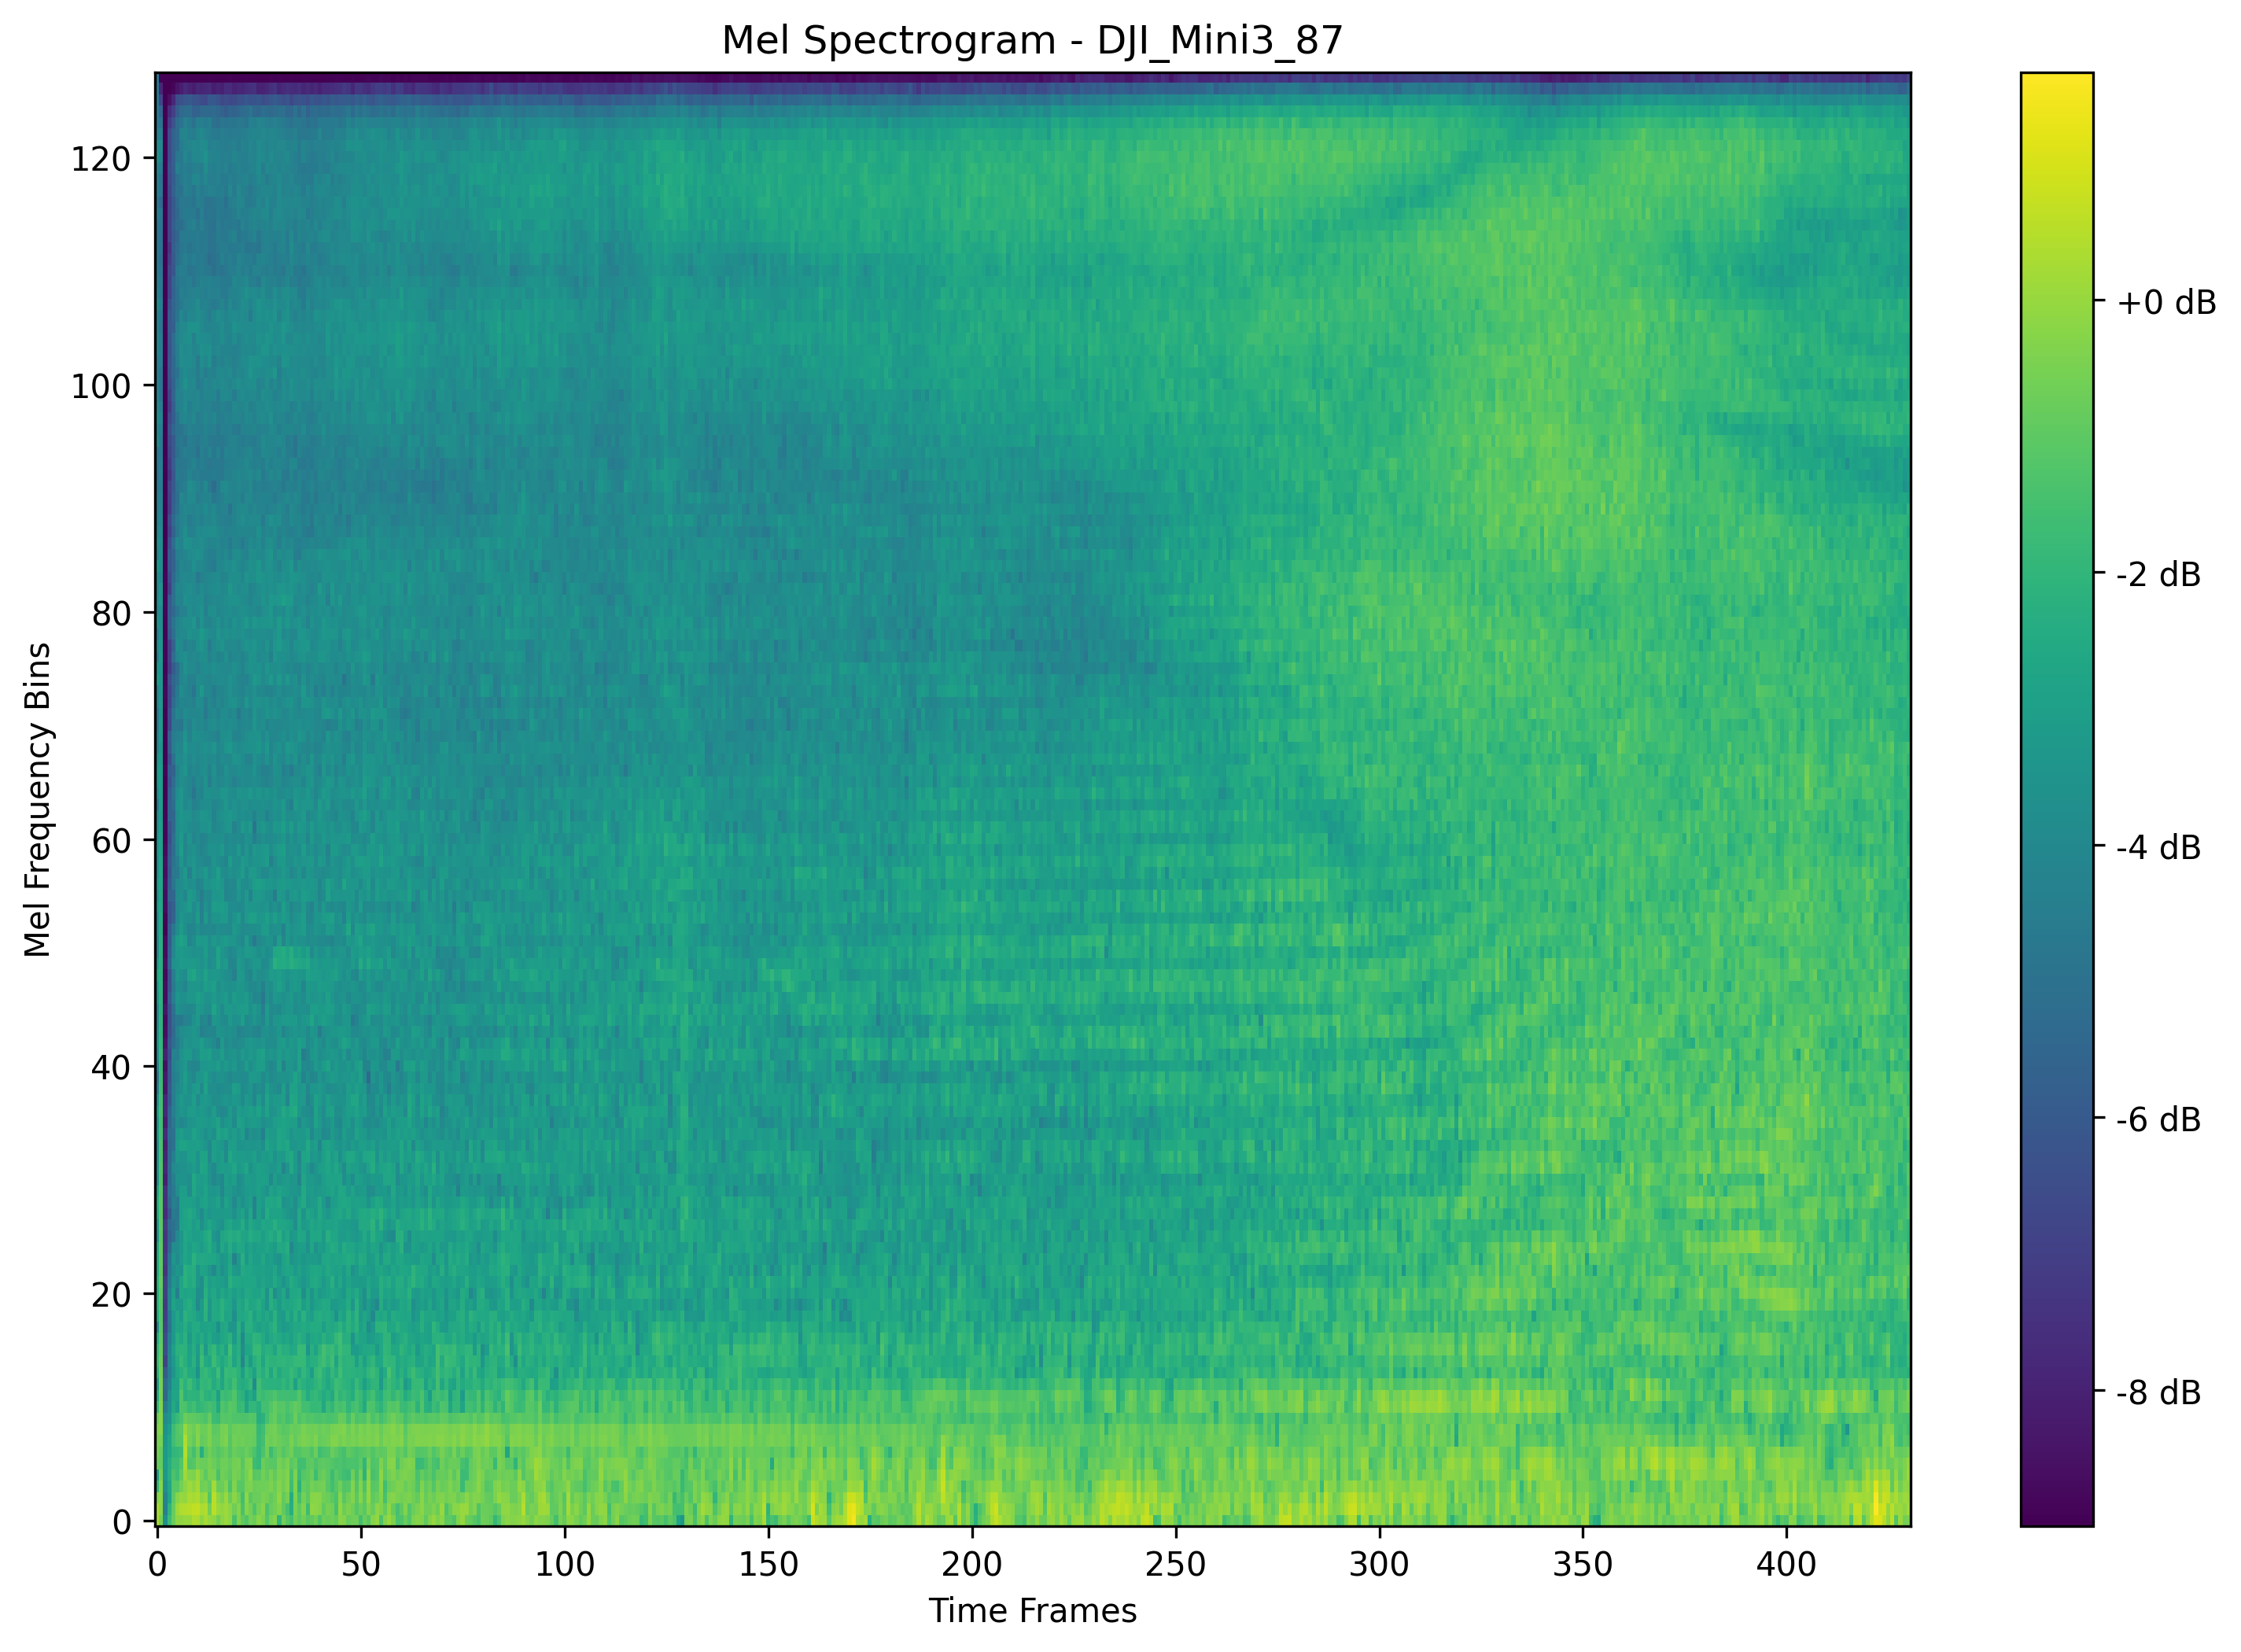 Mel Spectrogram - DJI_Mini3_87
Mel Frequency Bins
120
100
80
60
40
20
0
0 50 100 150 200 250 300 350 400
Time Frames
+0 dB
-2 dB
-4 dB
-6 dB
-8 dB